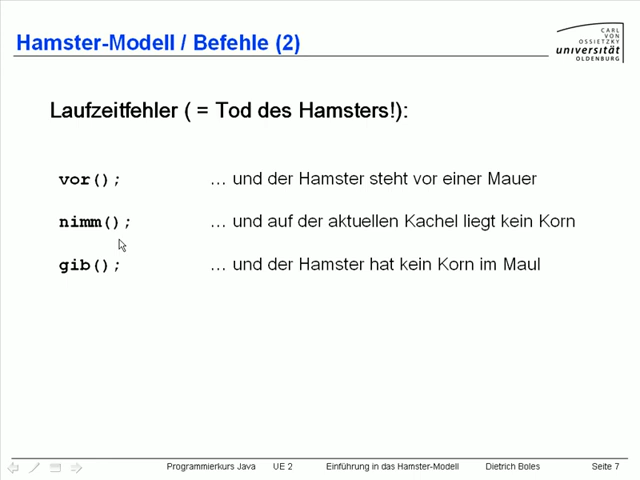 Hamster-Modell / Befehle (2)
CARL
VON
OSSIETZKY
universität
OLDENBURG
Laufzeitfehler ( = Tod des Hamsters!):
vor(); … und der Hamster steht vor einer Mauer
nimm(); … und auf der aktuellen Kachel liegt kein Korn
gib(); … und der Hamster hat kein Korn im Maul
Programmierkurs Java UE 2 Einführung in das Hamster-Modell Dietrich Boles Seite 7